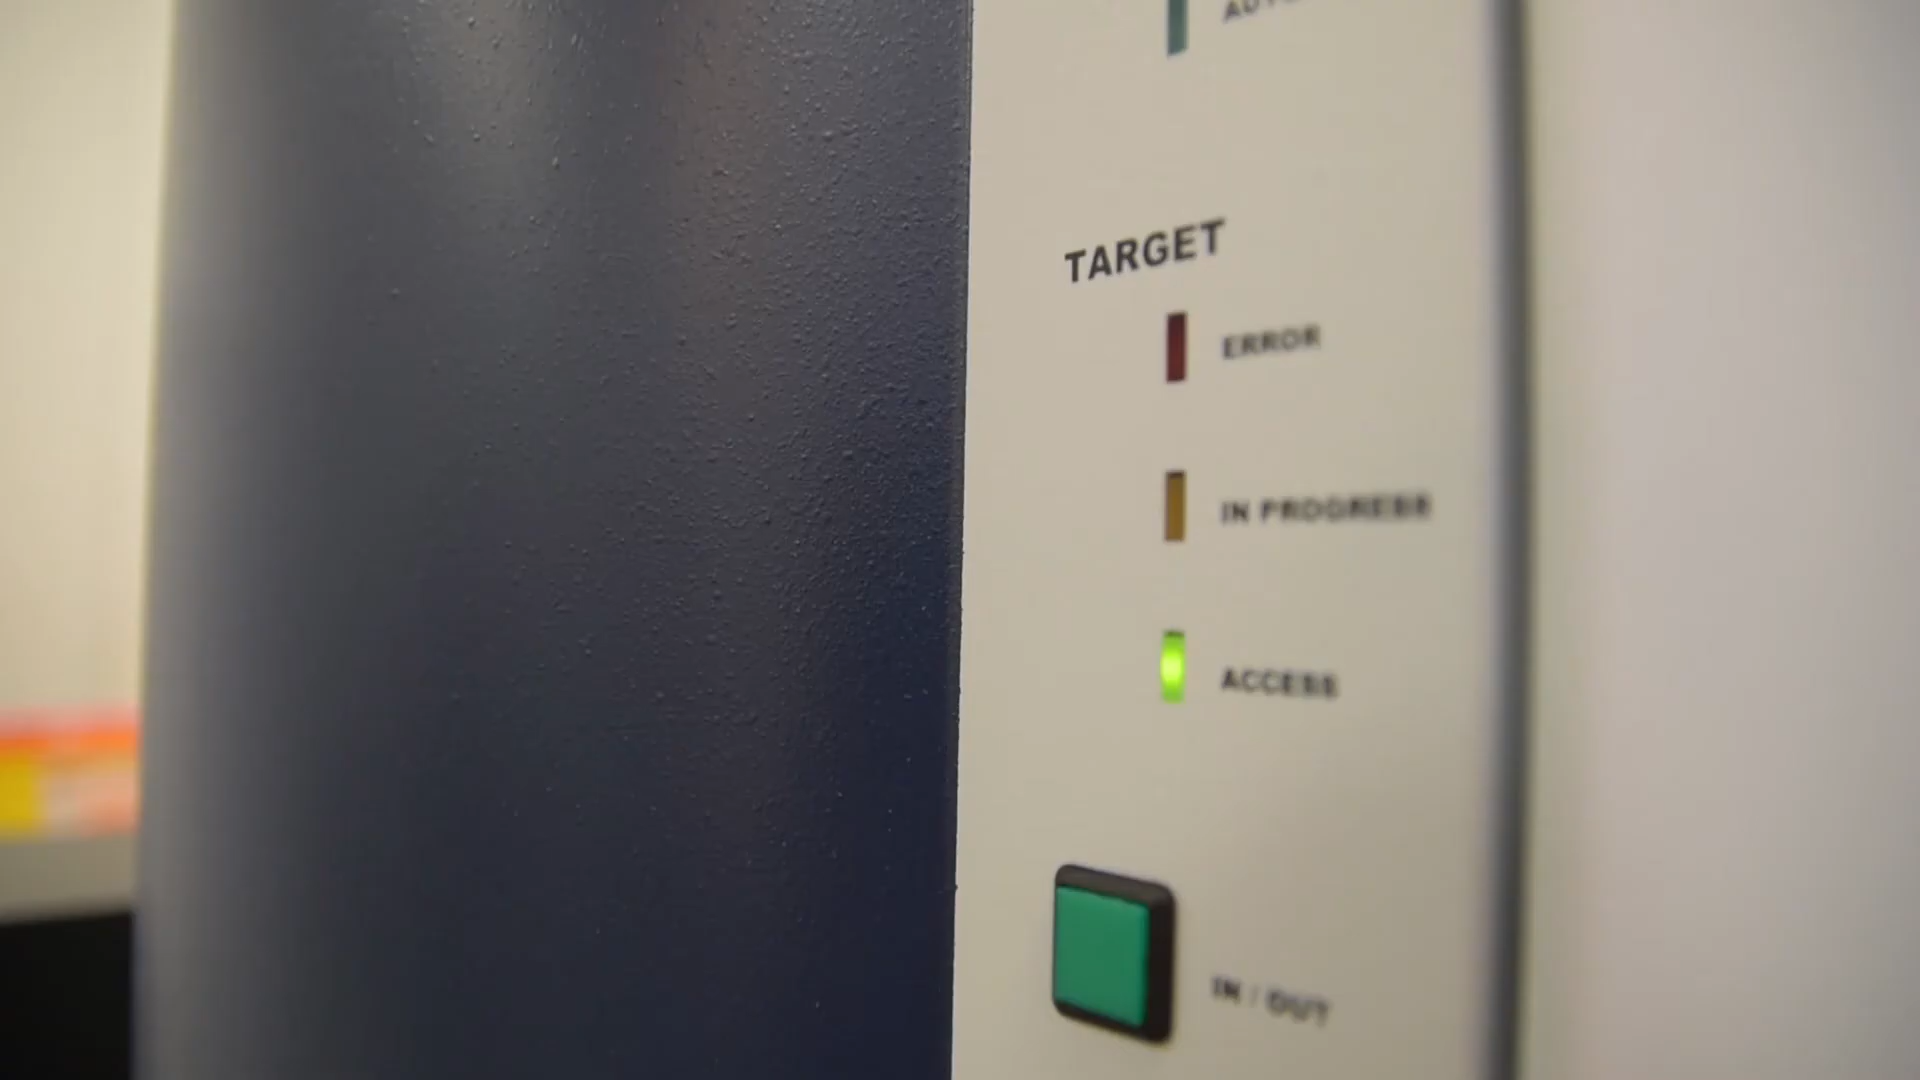 TARGET
ERROR
IN PROGRESS
ACCESS
IN / OUT